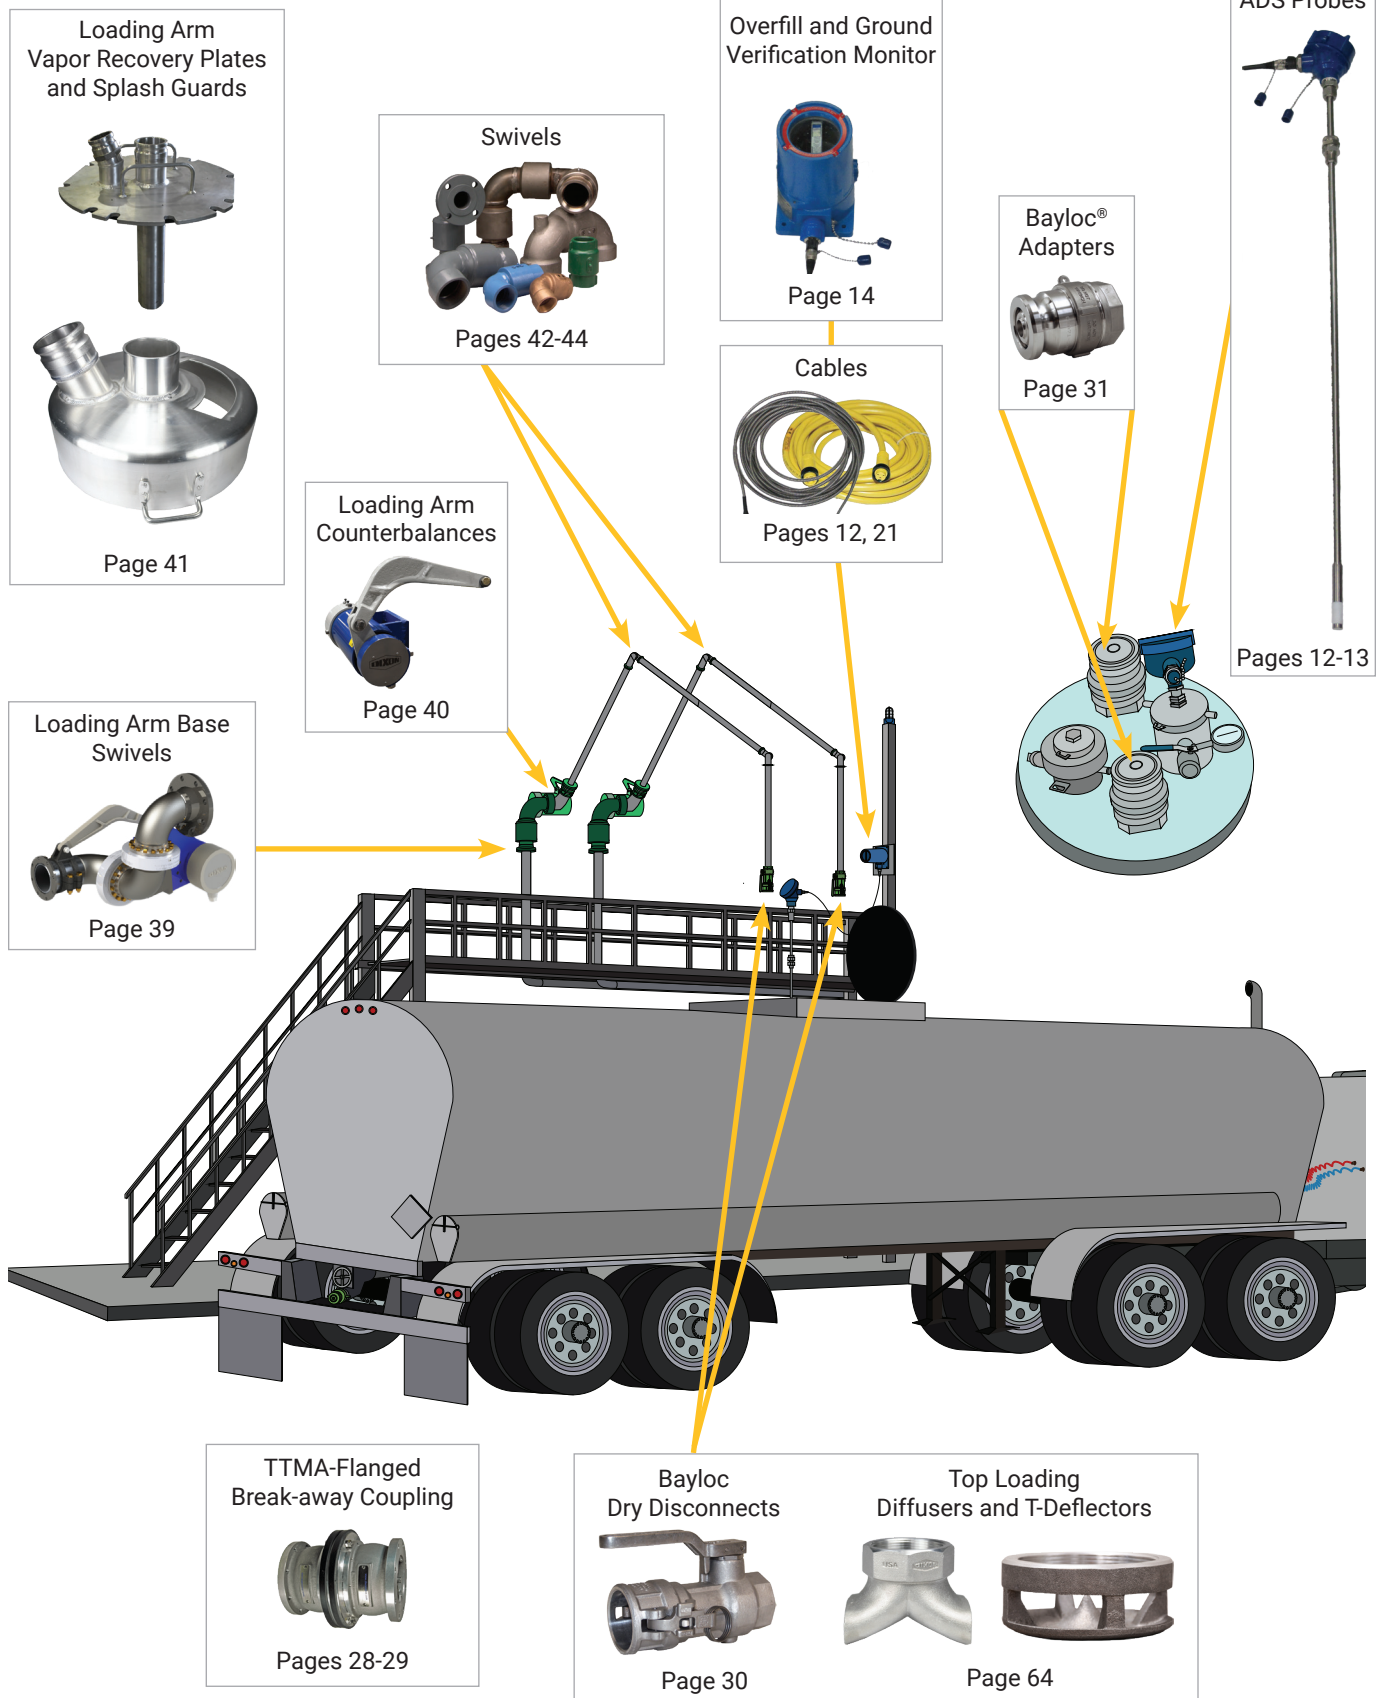 Loading Arm
Vapor Recovery Plates
and Splash Guards
Page 41
Swivels
Pages 42-44
Overfill and Ground
Verification Monitor
Page 14
Cables
Pages 12, 21
ADS Probes
Pages 12-13
Bayloc®
Adapters
Page 31
Loading Arm
Counterbalances
Page 40
Loading Arm Base
Swivels
Page 39
TTMA-Flanged
Break-away Coupling
Pages 28-29
Bayloc
Dry Disconnects
Page 30
Top Loading
Diffusers and T-Deflectors
USA
DIXON
Page 64